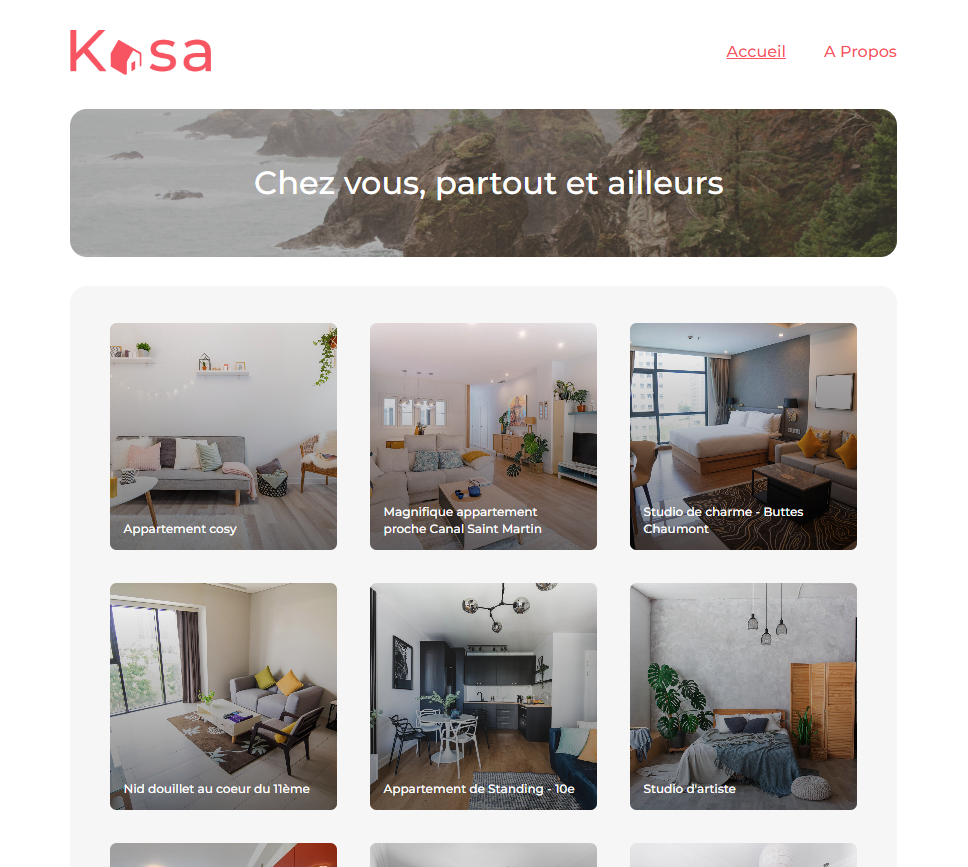 Kasa
Accueil
A Propos
Chez vous, partout et ailleurs
Appartement cosy
Magnifique appartement
proche Canal Saint Martin
Studio de charme - Buttes
Chaumont
Nid douillet au coeur du 11ème
Appartement de Standing - 10e
Studio d'artiste